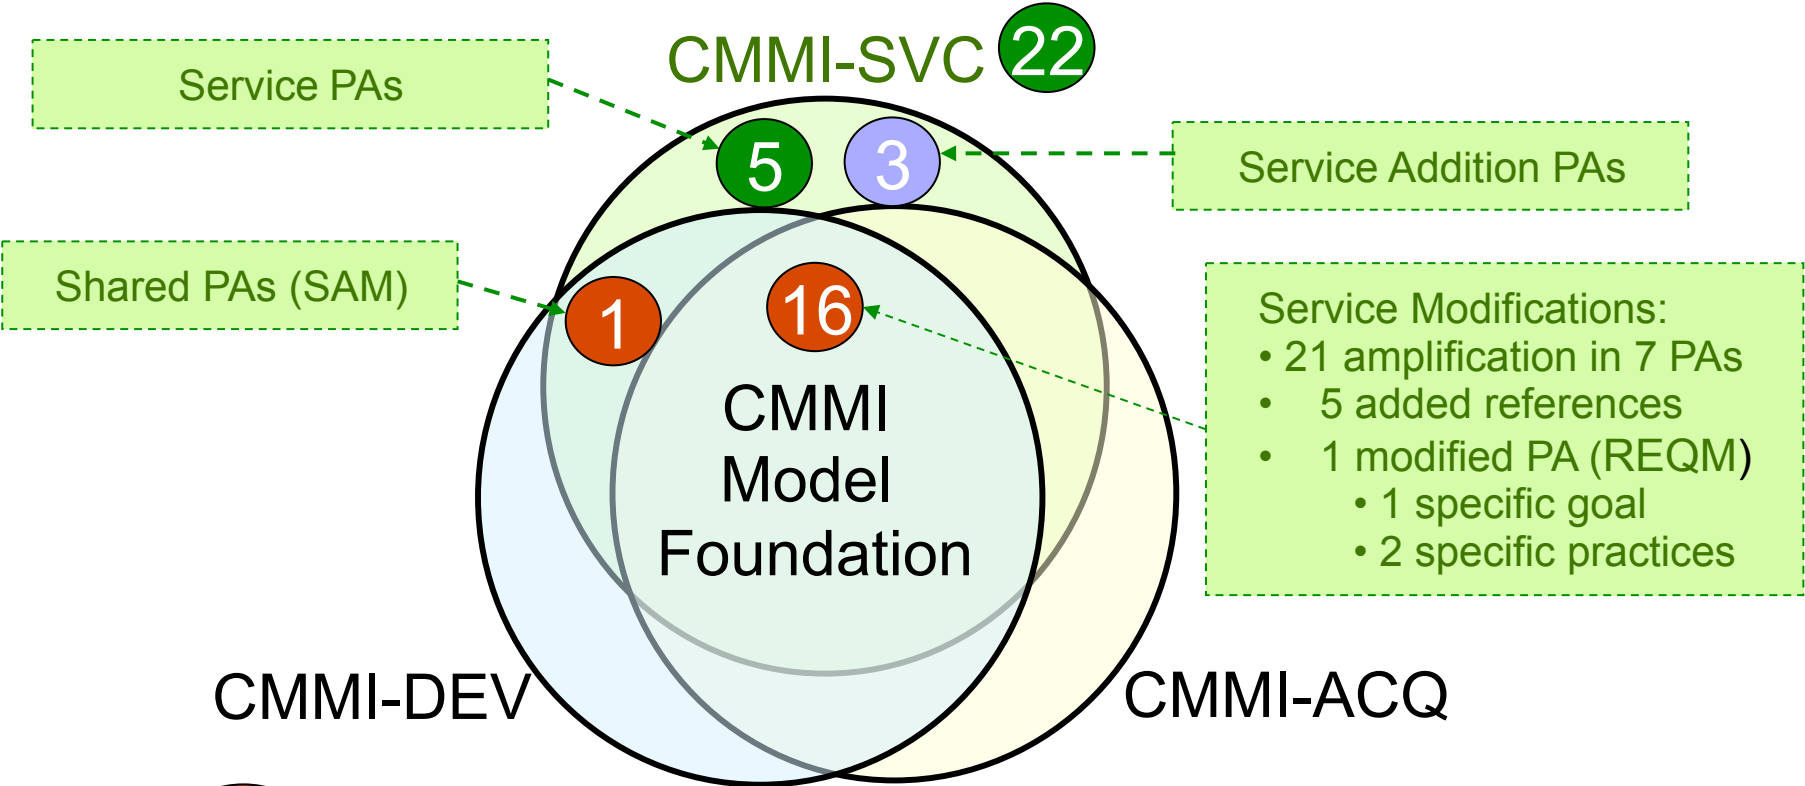 CMMI-SVC 22
Service PAs
5
3
Service Addition PAs
Shared PAs (SAM)
1
16
Service Modifications:
• 21 amplification in 7 PAs
• 5 added references
• 1 modified PA (REQM)
• 1 specific goal
• 2 specific practices
CMMI
Model
Foundation
CMMI-DEV
CMMI-ACQ